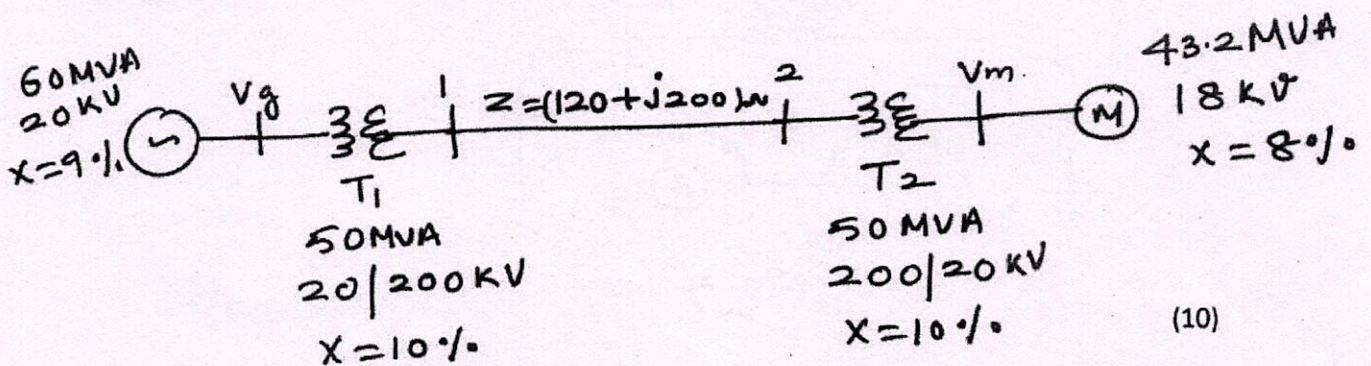 60MVA
20KV
X=9%
Vg
1
Z=(120+j200)Ω
2
Vm
43.2MVA
18KV
X=8%
M
T1
50MVA
20/200KV
X=10%
T2
50MVA
200/20KV
X=10%
(10)